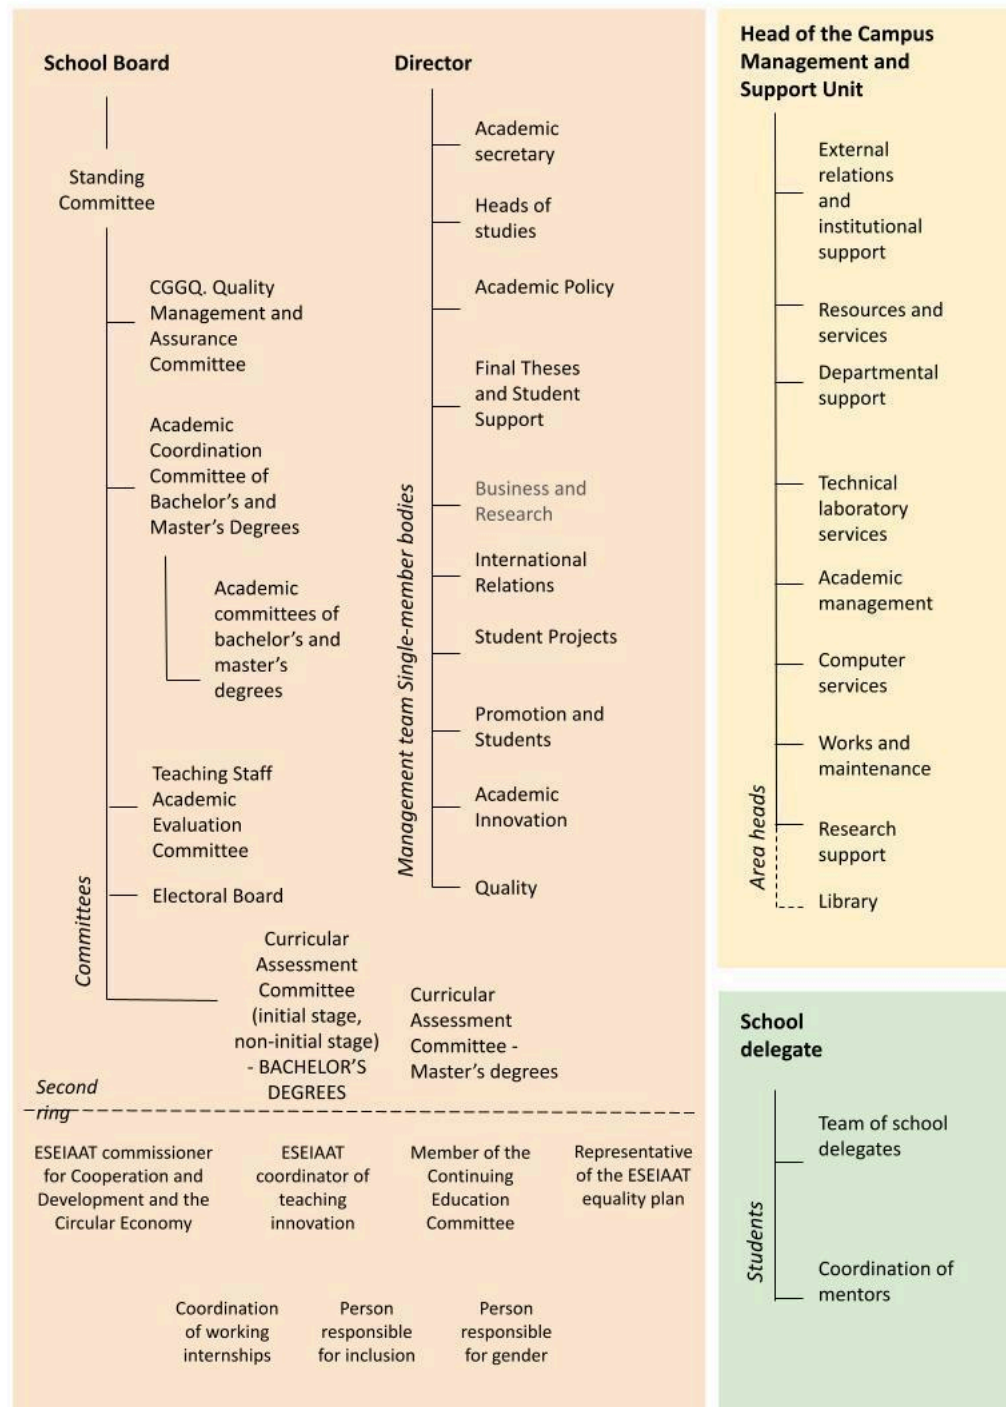 School Board
Standing
Committee
CGGQ. Quality
Management and
Assurance
Committee
Academic
Coordination
Committee of
Bachelor’s and
Master’s Degrees
Academic
committees of
bachelor’s and
master’s
degrees
Teaching Staff
Academic
Evaluation
Committee
Electoral Board
Committees
Curricular
Assessment
Committee
(initial stage,
non-initial stage)
- BACHELOR’S
DEGREES
Curricular
Assessment
Committee -
Master’s degrees
Director
Academic
secretary
Heads of
studies
Academic Policy
Final Theses
and Student
Support
Business and
Research
International
Relations
Student Projects
Promotion and
Students
Academic
Innovation
Quality
Management team Single-member bodies
Second
ring
ESEIAAT commissioner
for Cooperation and
Development and the
Circular Economy
ESEIAAT
coordinator of
teaching
innovation
Member of the
Continuing
Education
Committee
Representative
of the ESEIAAT
equality plan
Coordination
of working
internships
Person
responsible
for inclusion
Person
responsible
for gender
Head of the Campus
Management and
Support Unit
External
relations
and
institutional
support
Resources and
services
Departmental
support
Technical
laboratory
services
Academic
management
Computer
services
Works and
maintenance
Research
support
Library
Area heads
School
delegate
Team of school
delegates
Coordination of
mentors
Students